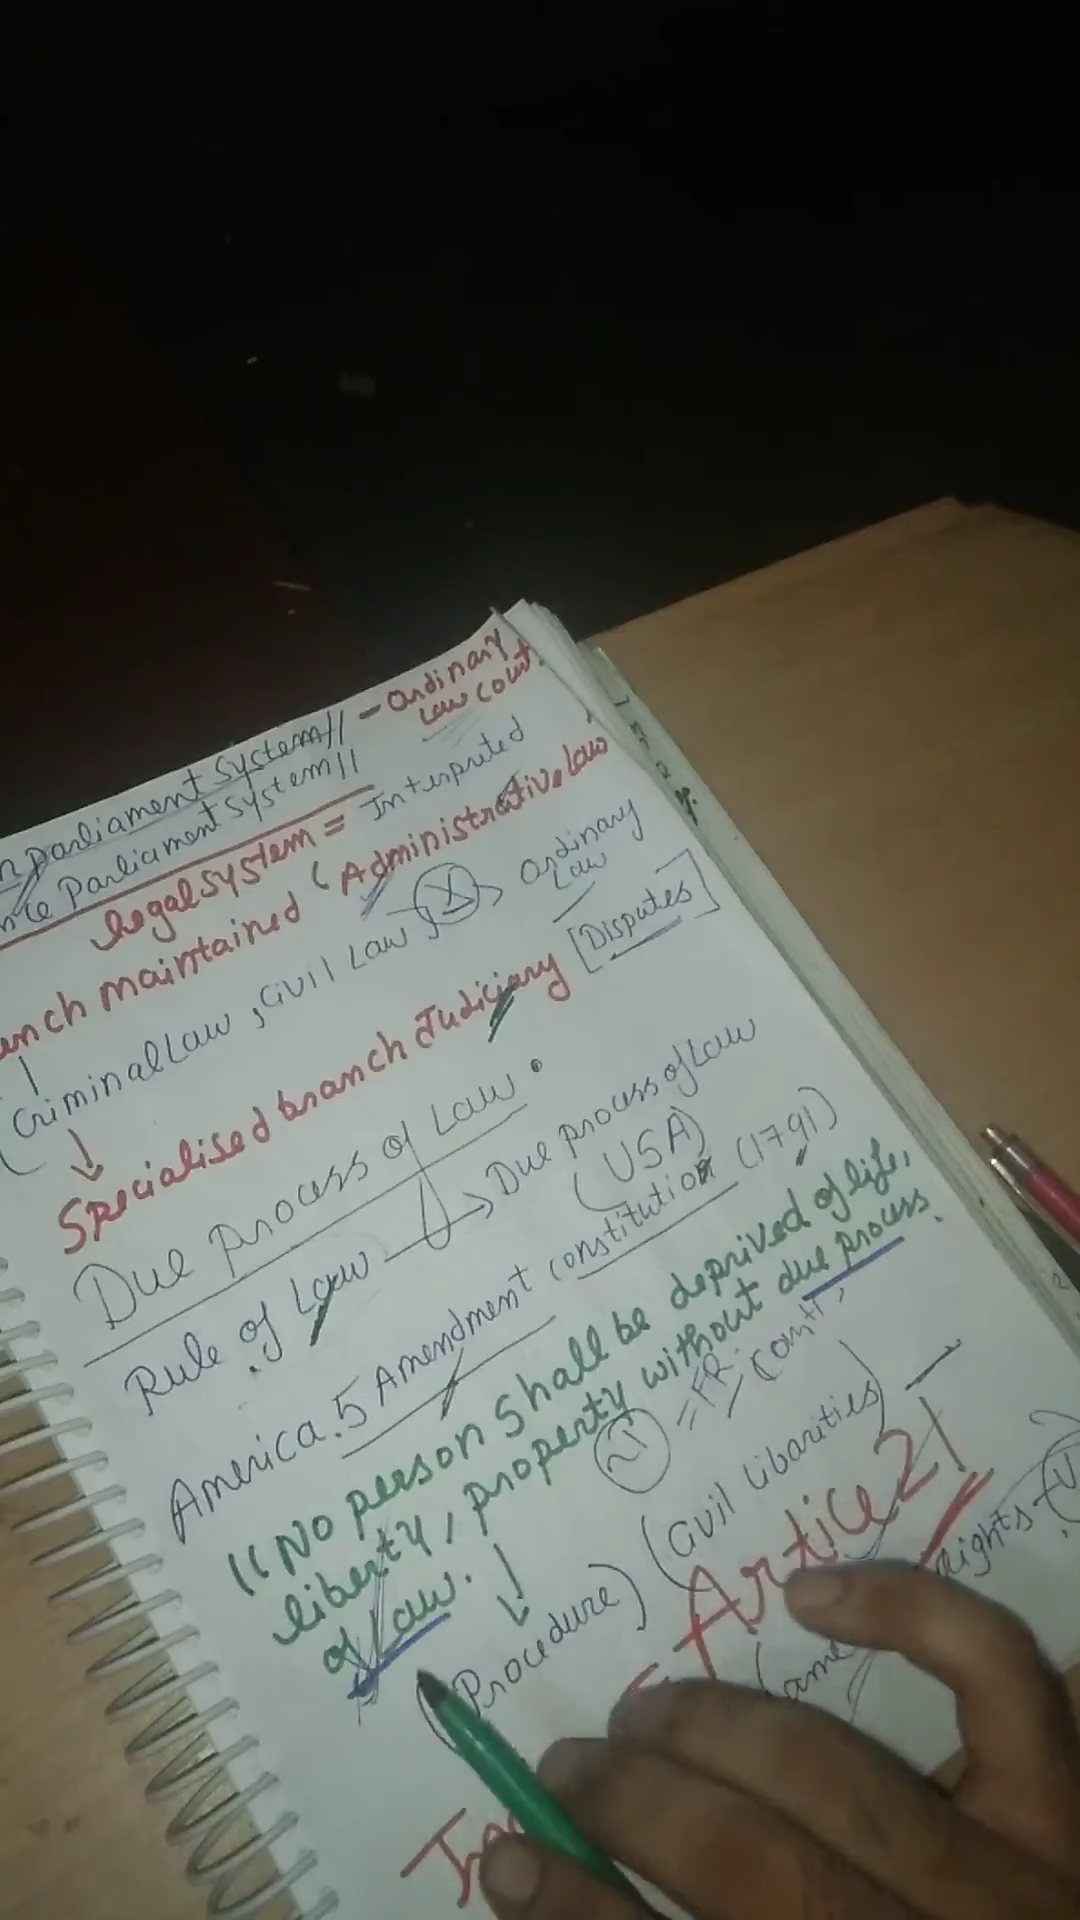 Parliament System// - Ordinary Law Court.
Parliament System//
Legal System = Interpreted
maintained (Administrative Law
(Criminal Law, Civil Law X Ordinary Law
Specialised branch Judiciary [Disputes]
Due Process of Law.
Rule of Law → Due process of Law
(USA)
America. 5 Amendment constitution (1791)
"No person shall be deprived of life,
liberty, property without due process
of Law.
21 = FR.
(Procedure) (Civil libarities)
- Artice 21
Rights -